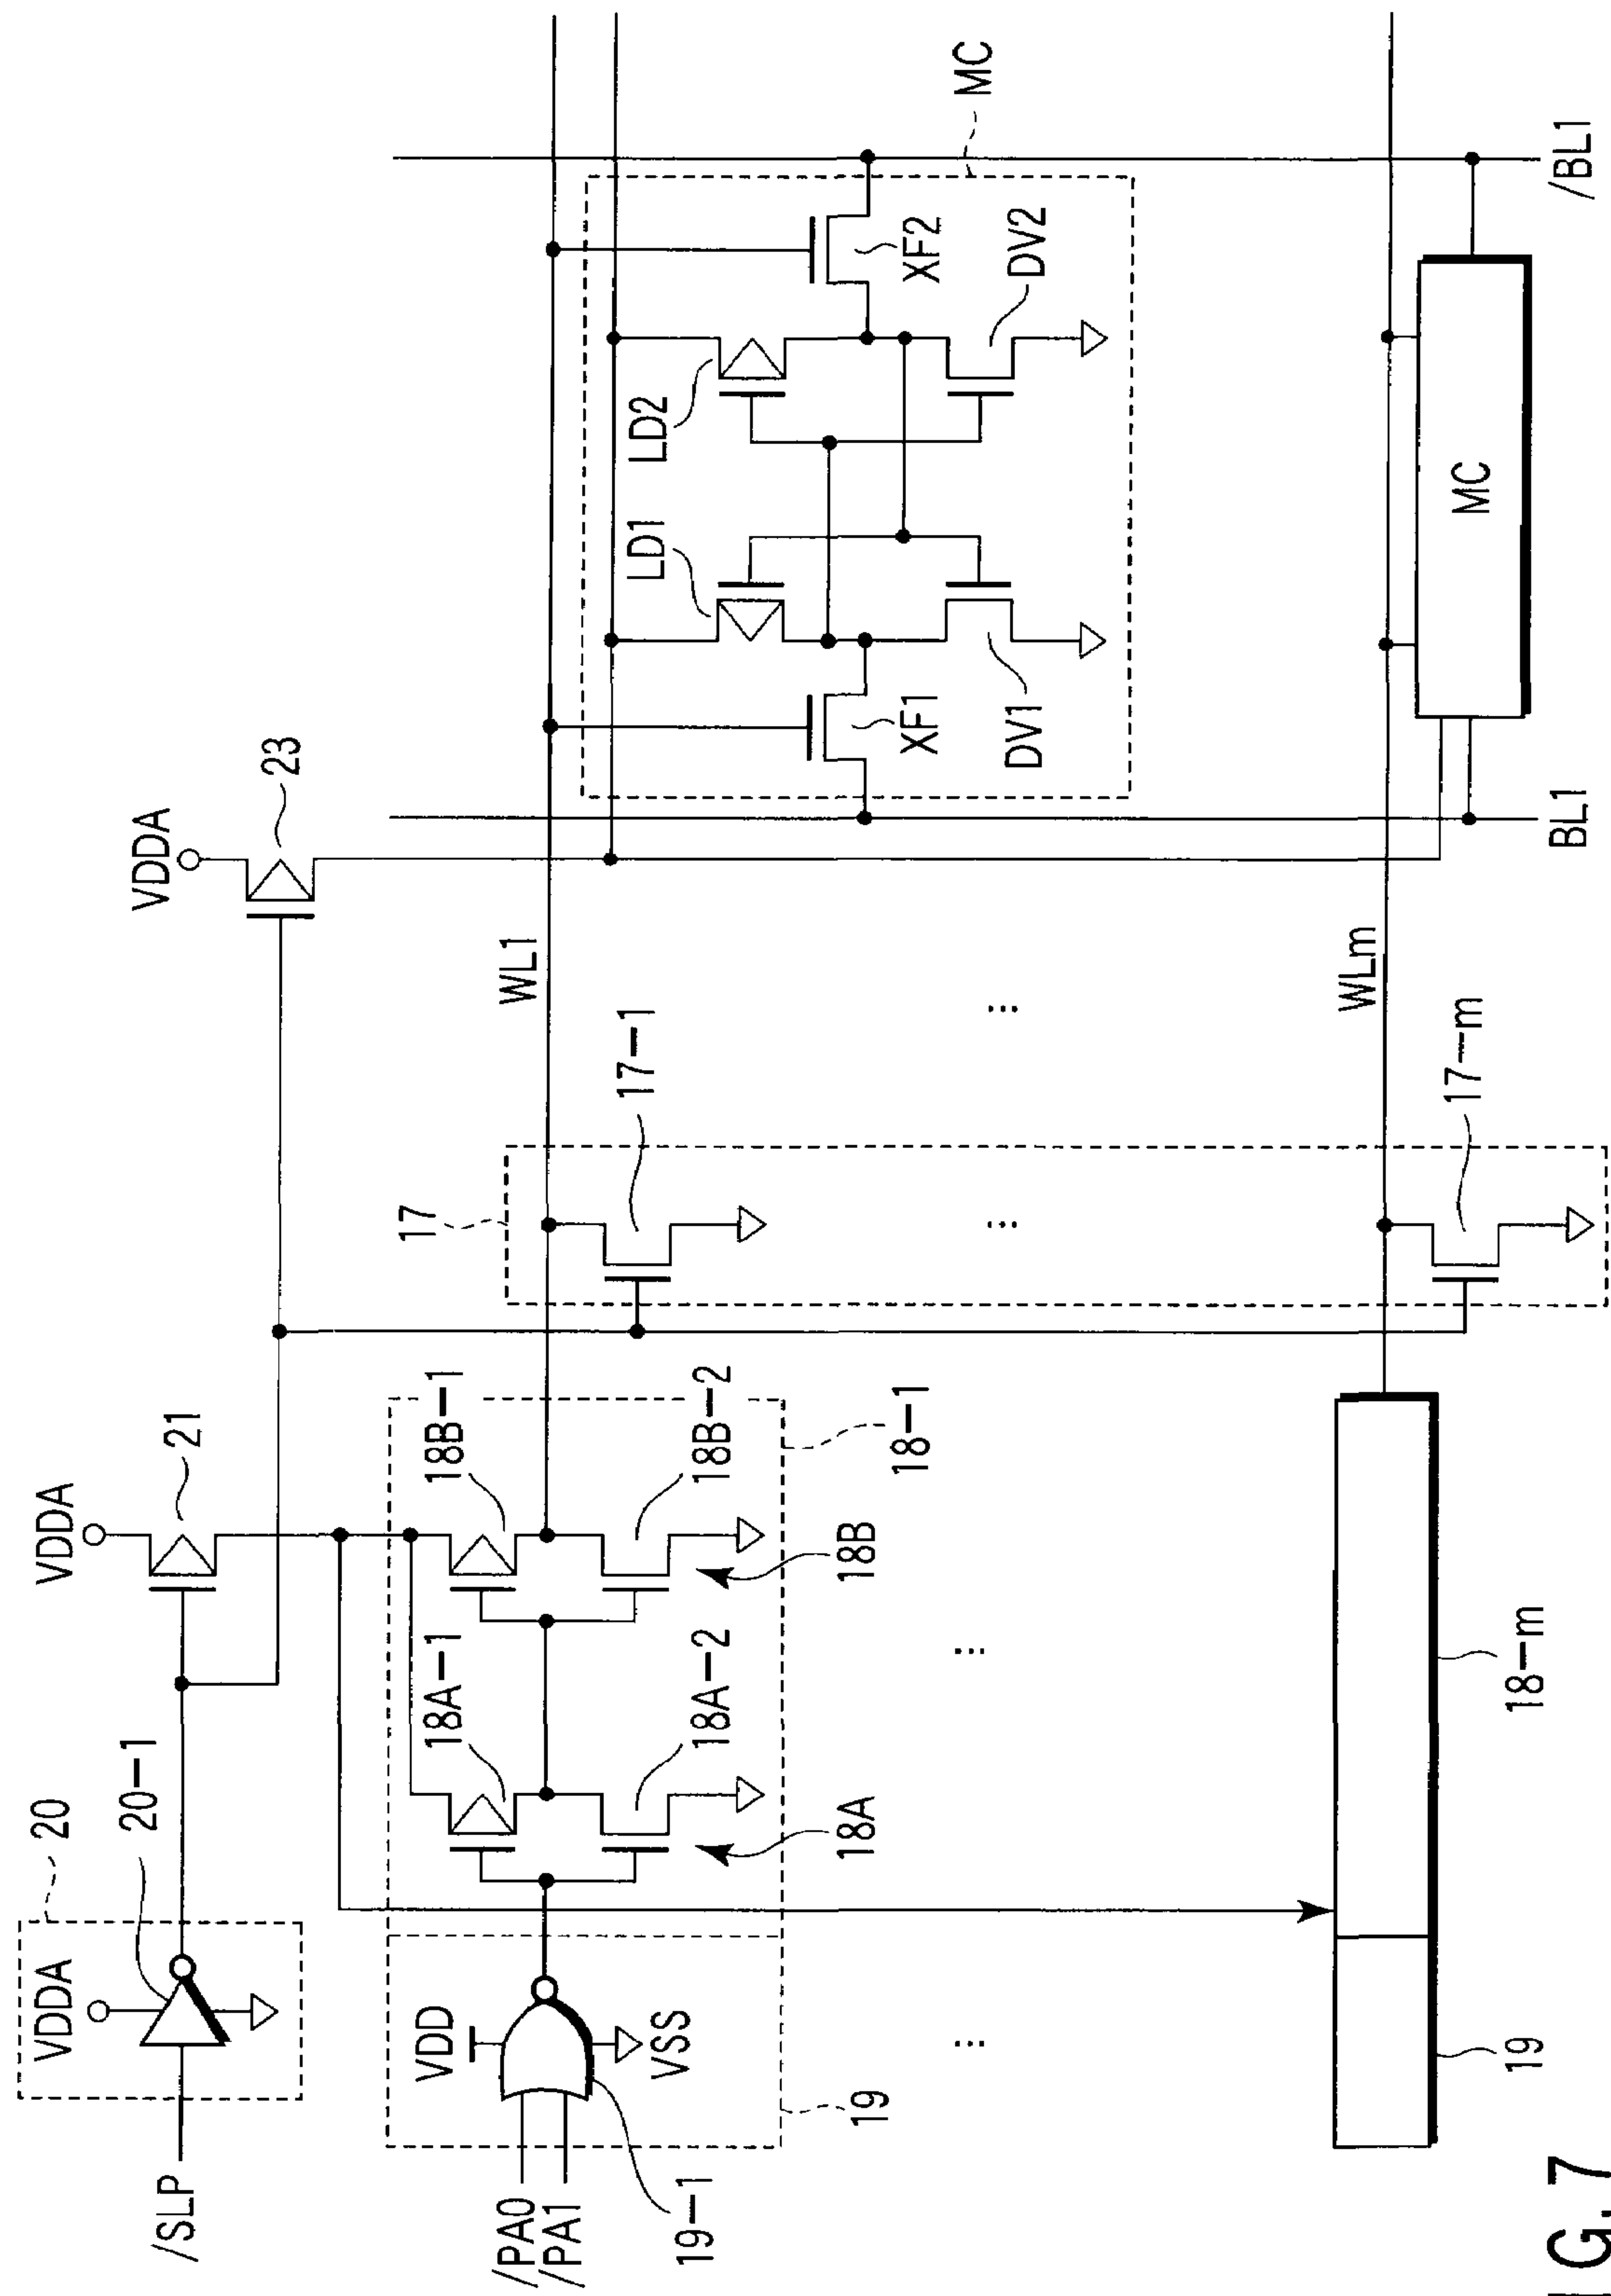 /SLP
VDDA
20
20-1
VDDA
21
VDDA
23
/PA0
/PA1
VDD
VSS
19-1
19
18A-1
18A-2
18A
18B-1
18B-2
18B
18-1
17
17-1
WL1
LD1
LD2
XF1
XF2
DV1
DV2
MC
...
...
...
...
19
18-m
17-m
WLm
MC
BL1
/BL1
G. 7